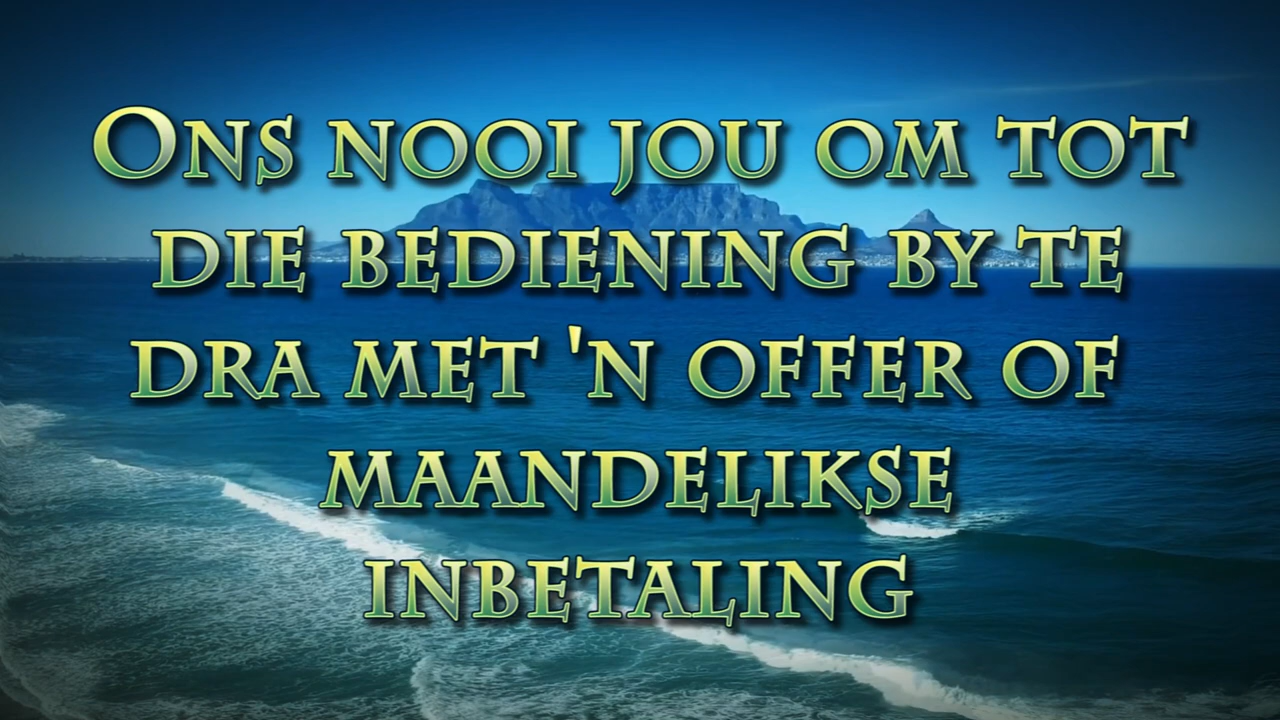 Ons nooi jou om tot
die bediening by te
dra met 'n offer of
maandelikse
inbetaling